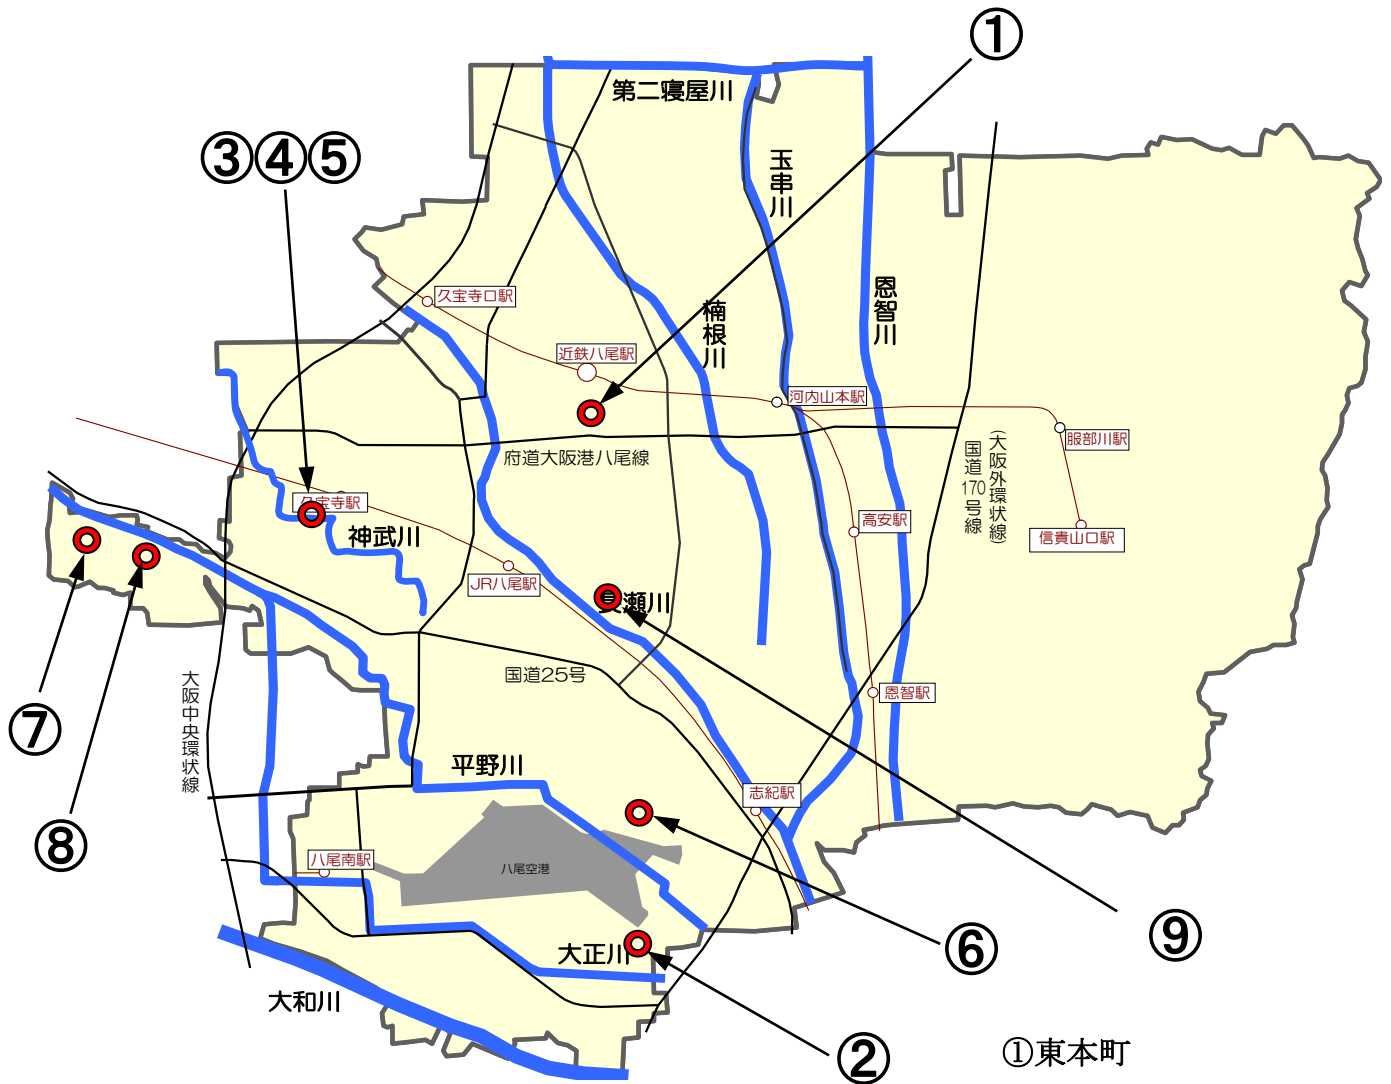 ①
第二寝屋川
③④⑤
玉串川
久宝寺口駅
恩智川
楠根川
近鉄八尾駅
河内山本駅
服部川駅
府道大阪港八尾線
国道170号線
(大阪外環状線)
久宝寺駅
神武川
高安駅
信貴山口駅
JR八尾駅
長瀬川
国道25号
恩智駅
⑦
大阪中央環状線
平野川
志紀駅
⑧
八尾南駅
八尾空港
⑨
⑥
大正川
大和川
②
①東本町